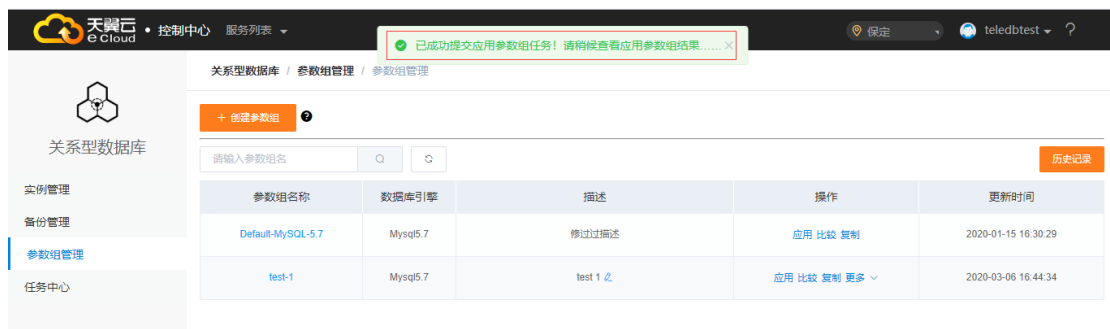 天翼云 e Cloud • 控制中心 服务列表 保定 teledbtest ?
已成功提交应用参数组任务！请稍候查看应用参数组结果...... ×
关系型数据库 / 参数组管理 / 参数组管理
+ 创建参数组 ?
关系型数据库
请输入参数组名 历史记录
实例管理
备份管理
参数组管理
任务中心
参数组名称 数据库引擎 描述 操作 更新时间
Default-MySQL-5.7 Mysql5.7 修过过描述 应用 比较 复制 2020-01-15 16:30:29
test-1 Mysql5.7 test 1 应用 比较 复制 更多 2020-03-06 16:44:34